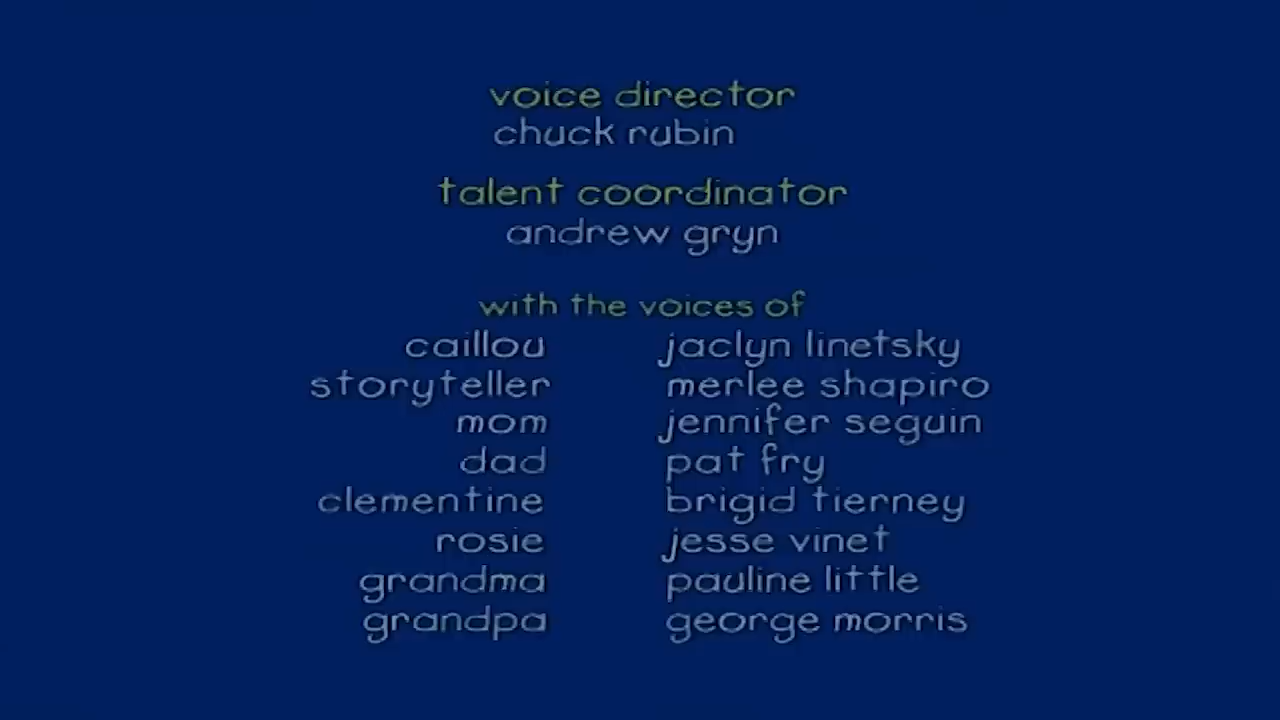 voice director
chuck rubin
talent coordinator
andrew gryn
with the voices of
caillou jaclyn linetsky
storyteller merlee shapiro
mom jennifer seguin
dad pat fry
clementine brigid tierney
rosie jesse vinet
grandma pauline little
grandpa george morris